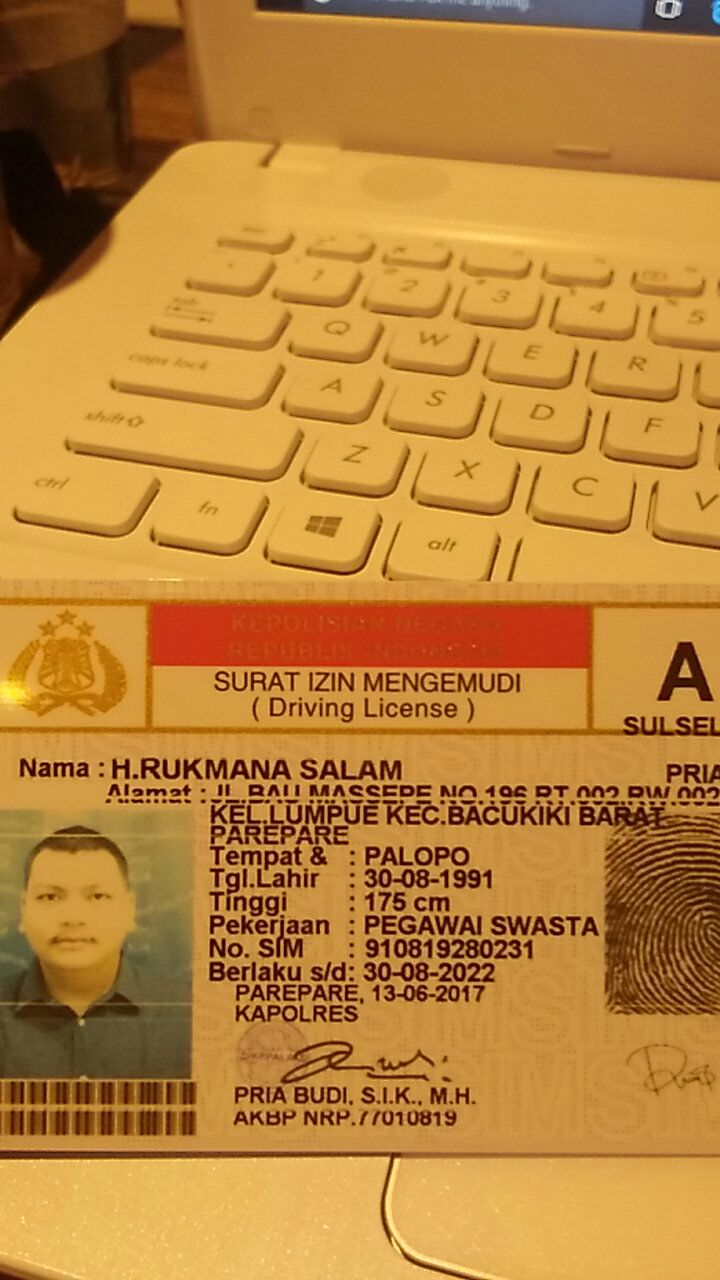 1 2 3 4 5
Q W E R
caps lock A S D F
shift Z X C V
ctrl fn alt
KEPOLISIAN NEGARA
REPUBLIK INDONESIA
SURAT IZIN MENGEMUDI
( Driving License )
A
SULSEL
Nama : H.RUKMANA SALAM
PRIA
Alamat : JL.BAU MASSEPE NO.196 RT.002 RW.002
KEL.LUMPUE KEC.BACUKIKI BARAT
PAREPARE
Tempat & : PALOPO
Tgl.Lahir : 30-08-1991
Tinggi : 175 cm
Pekerjaan : PEGAWAI SWASTA
No. SIM : 910819280231
Berlaku s/d: 30-08-2022
PAREPARE, 13-06-2017
KAPOLRES
PRIA BUDI, S.I.K., M.H.
AKBP NRP.77010819